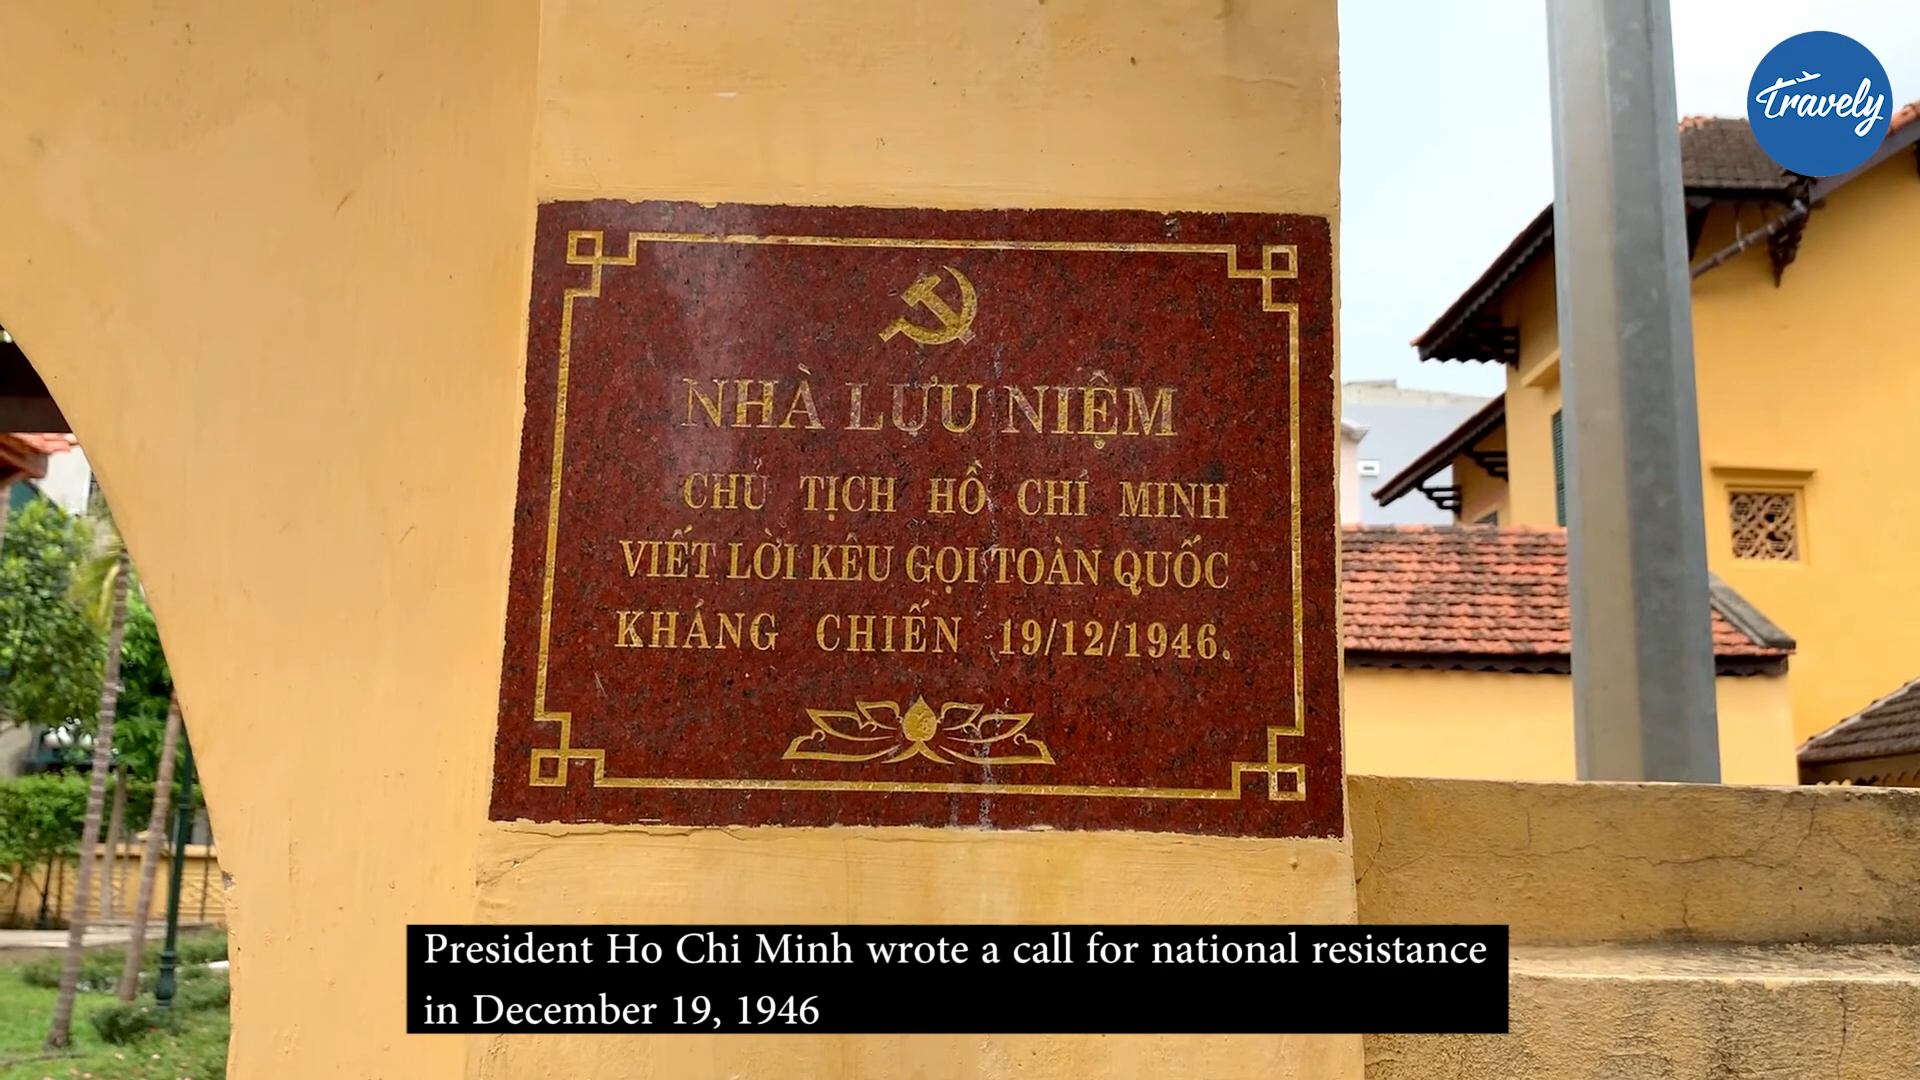 Travely
NHÀ LƯU NIỆM
CHỦ TỊCH HỒ CHÍ MINH
VIẾT LỜI KÊU GỌI TOÀN QUỐC
KHÁNG CHIẾN 19/12/1946.
President Ho Chi Minh wrote a call for national resistance
in December 19, 1946